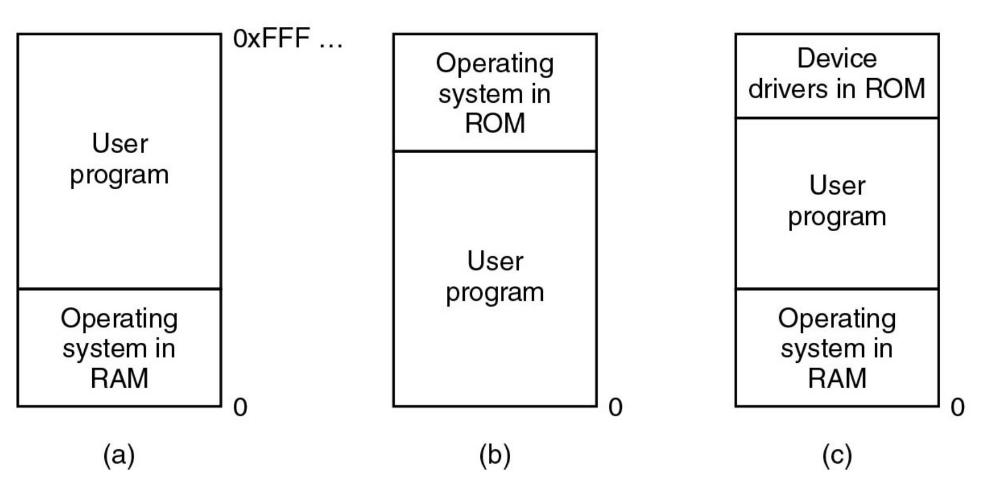 0xFFF …
User
program
Operating
system in
RAM
0
(a)
Operating
system in
ROM
User
program
0
(b)
Device
drivers in ROM
User
program
Operating
system in
RAM
0
(c)